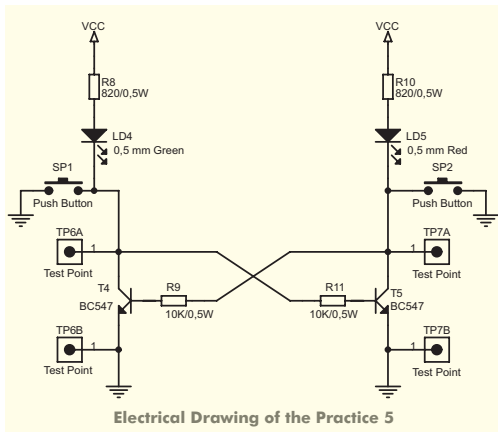 VCC
VCC
R8
820/0,5W
R10
820/0,5W
LD4
0,5 mm Green
LD5
0,5 mm Red
SP1
Push Button
SP2
Push Button
TP6A
1
Test Point
TP7A
1
Test Point
T4
BC547
R9
10K/0,5W
R11
10K/0,5W
T5
BC547
TP6B
1
Test Point
TP7B
1
Test Point
Electrical Drawing of the Practice 5